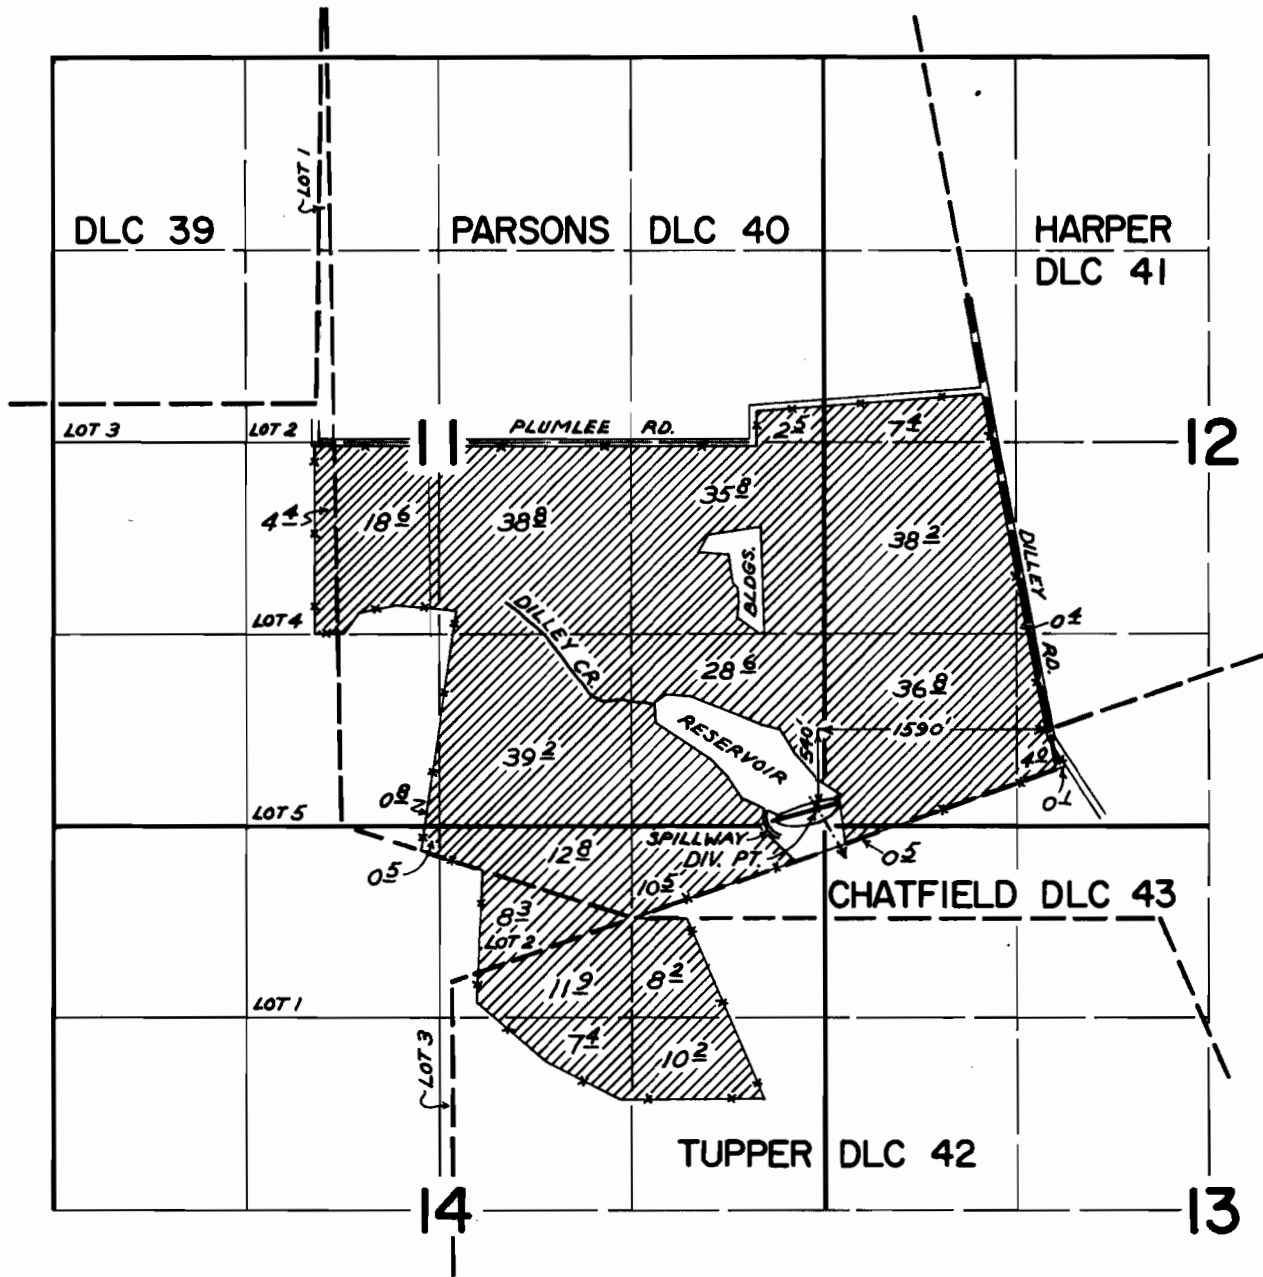 LOT 1
DLC 39
PARSONS DLC 40
HARPER
DLC 41
LOT 3
LOT 2
11
PLUMLEE RD.
2 5
7 4
12
4 4
18 6
38 8
35 8
38 2
BLDGS.
DILLEY RD.
DILLEY CR.
LOT 4
0 4
28 6
36 8
RESERVOIR
540'
1590'
39 2
4 0
0 8
0 1
LOT 5
SPILLWAY
DIV. PT.
0 5
12 8
0 5
10 5
CHATFIELD DLC 43
8 3
LOT 2
11 9
8 2
LOT 1
LOT 3
7 4
10 2
TUPPER DLC 42
14
13